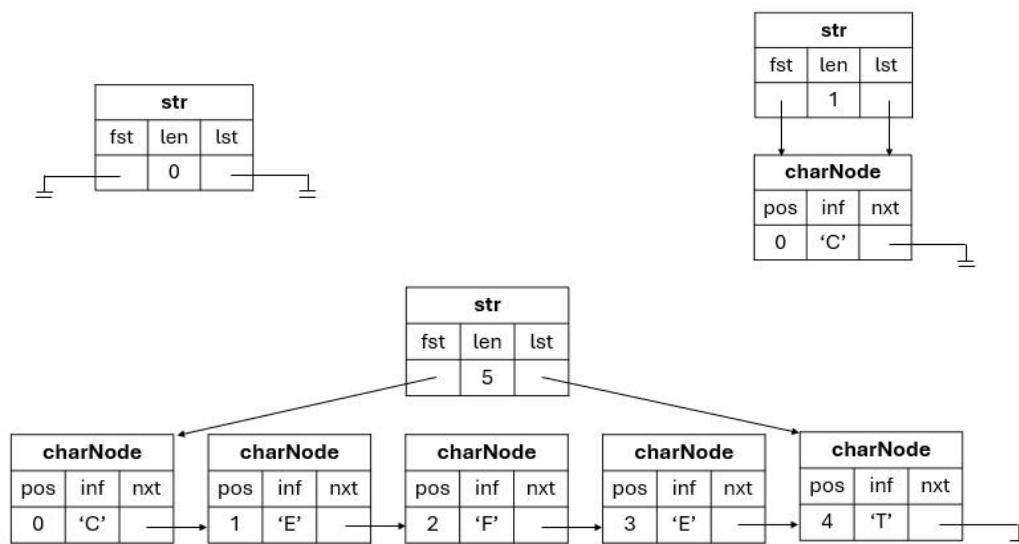 str
fst len lst
0
str
fst len lst
1
charNode
pos inf nxt
0 ‘C’
str
fst len lst
5
charNode
pos inf nxt
0 ‘C’
charNode
pos inf nxt
1 ‘E’
charNode
pos inf nxt
2 ‘F’
charNode
pos inf nxt
3 ‘E’
charNode
pos inf nxt
4 ‘T’